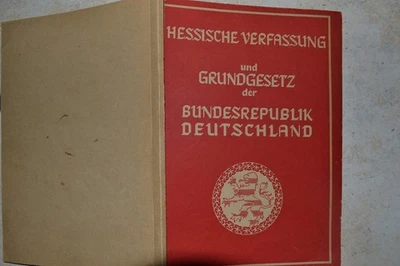 HESSISCHE VERFASSUNG
und
GRUNDGESETZ
der
BUNDESREPUBLIK
DEUTSCHLAND